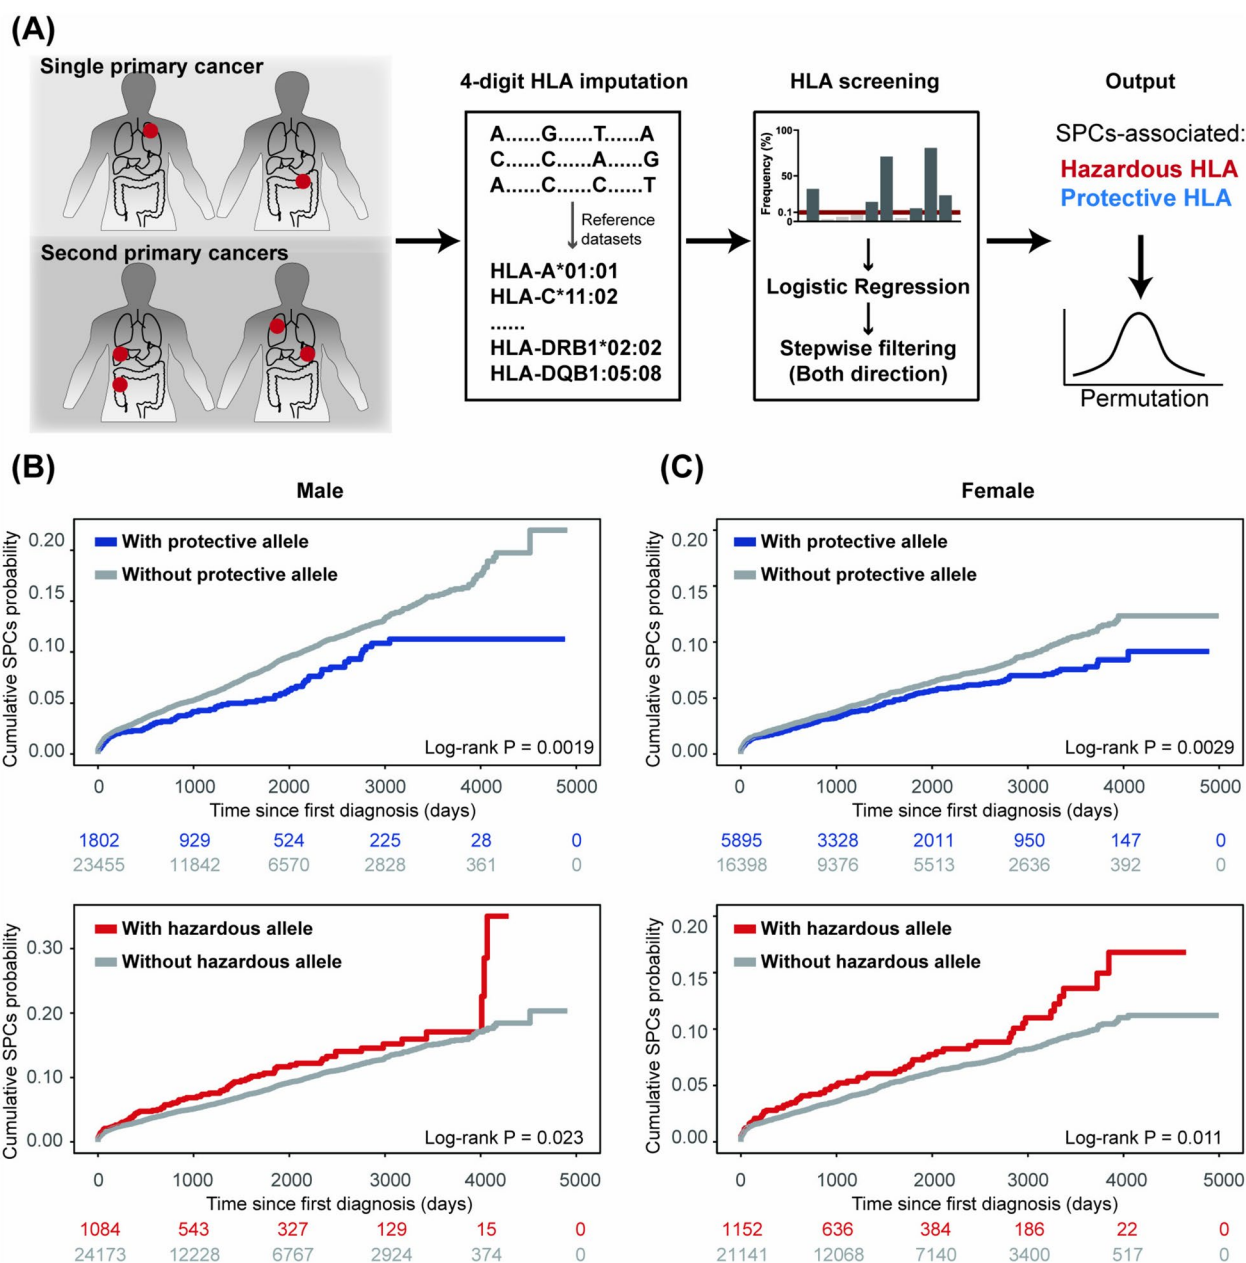 (A)
Single primary cancer
Second primary cancers
4-digit HLA imputation
A......G......T......A
C......C......A......G
A......C......C......T
Reference
datasets
HLA-A*01:01
HLA-C*11:02
......
HLA-DRB1*02:02
HLA-DQB1:05:08
HLA screening
Frequency (%)
100
50
0.1
0
Logistic Regression
Stepwise filtering
(Both direction)
Output
SPCs-associated:
Hazardous HLA
Protective HLA
Permutation
(B)
Male
Cumulative SPCs probability
0.20
0.15
0.10
0.05
0.00
With protective allele
Without protective allele
Log-rank P = 0.0019
0 1000 2000 3000 4000 5000
Time since first diagnosis (days)
1802 929 524 225 28 0
23455 11842 6570 2828 361 0
Cumulative SPCs probability
0.30
0.20
0.10
0.00
With hazardous allele
Without hazardous allele
Log-rank P = 0.023
0 1000 2000 3000 4000 5000
Time since first diagnosis (days)
1084 543 327 129 15 0
24173 12228 6767 2924 374 0
(C)
Female
Cumulative SPCs probability
0.20
0.15
0.10
0.05
0.00
With protective allele
Without protective allele
Log-rank P = 0.0029
0 1000 2000 3000 4000 5000
Time since first diagnosis (days)
5895 3328 2011 950 147 0
16398 9376 5513 2636 392 0
Cumulative SPCs probability
0.20
0.15
0.10
0.05
0.00
With hazardous allele
Without hazardous allele
Log-rank P = 0.011
0 1000 2000 3000 4000 5000
Time since first diagnosis (days)
1152 636 384 186 22 0
21141 12068 7140 3400 517 0